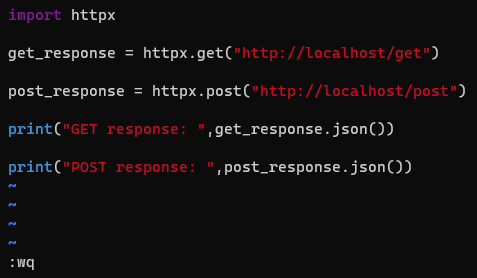 import httpx
get_response = httpx.get("http://localhost/get")
post_response = httpx.post("http://localhost/post")
print("GET response: ",get_response.json())
print("POST response: ",post_response.json())
~
~
~
~
:wq